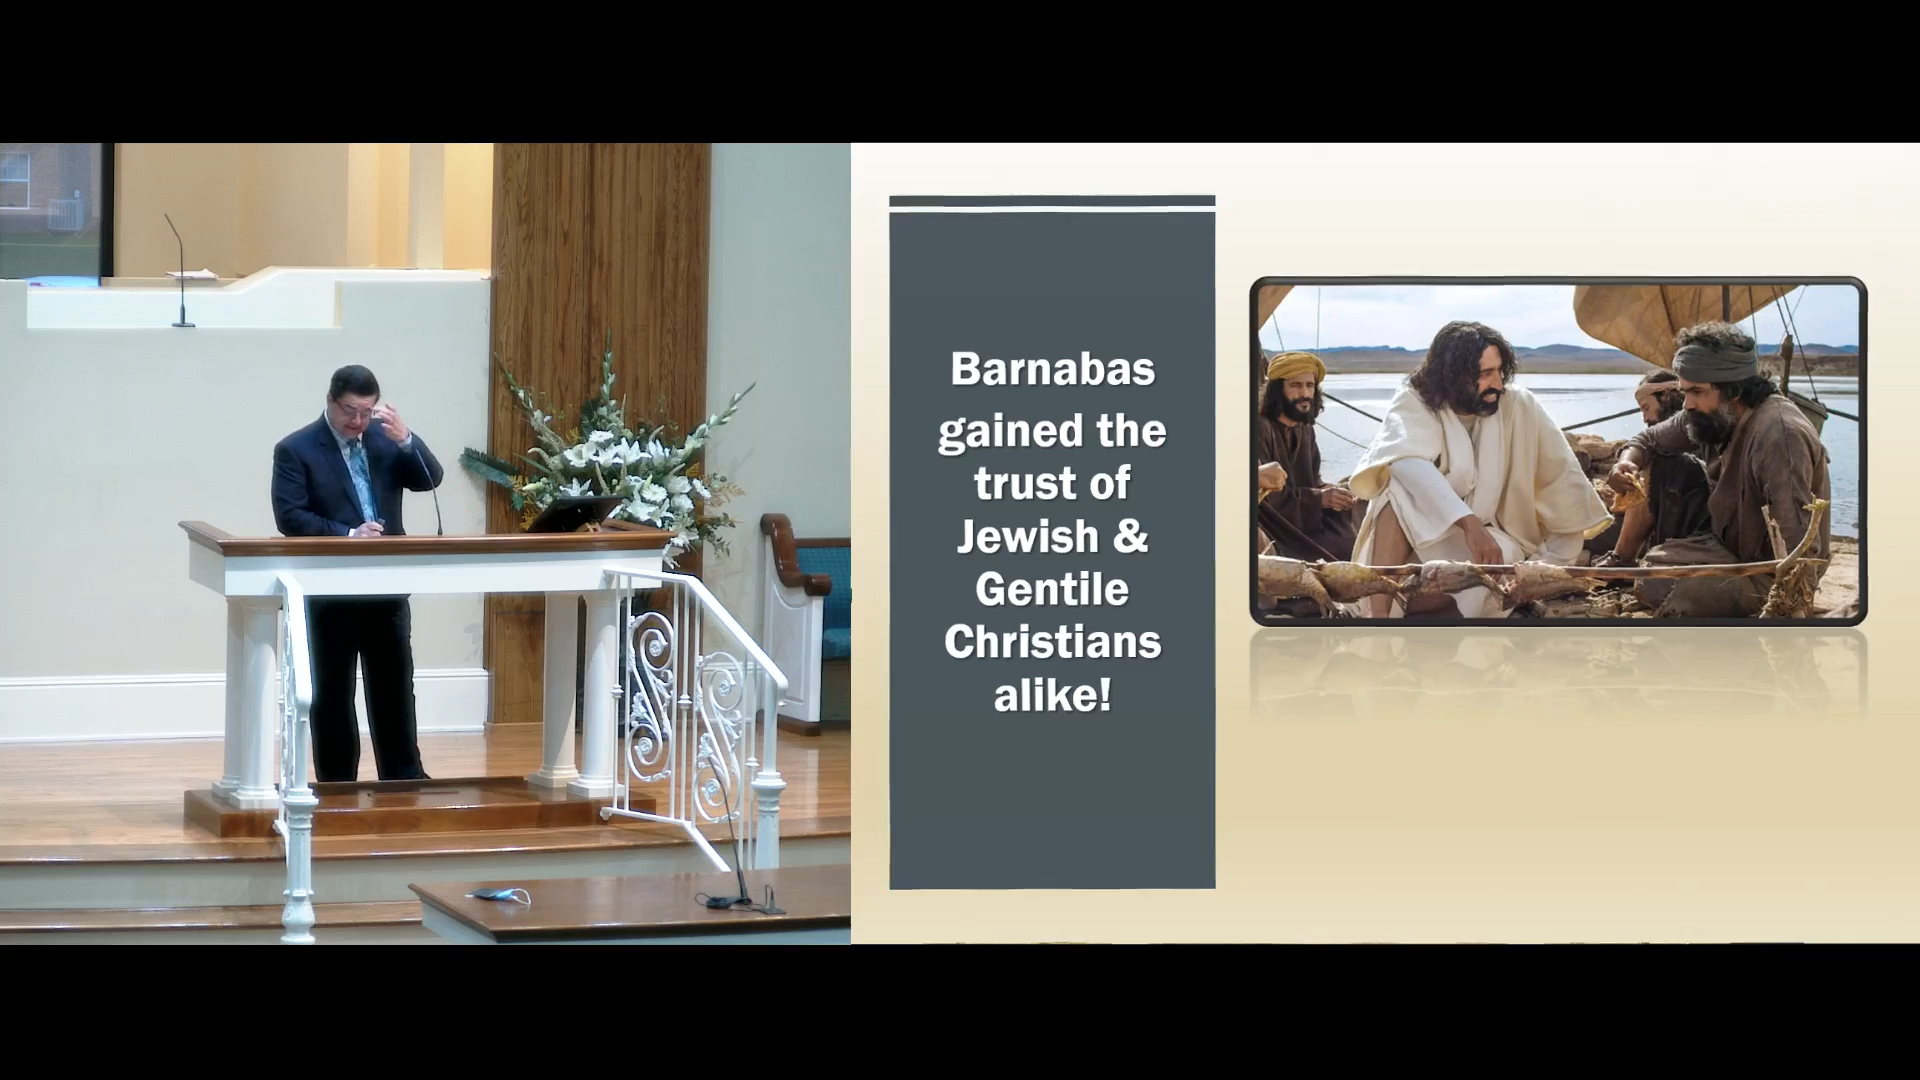 Barnabas
gained the
trust of
Jewish &
Gentile
Christians
alike!